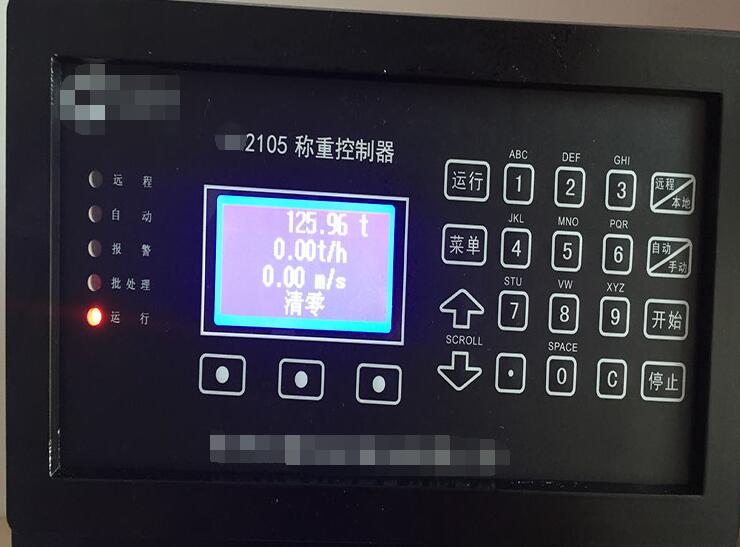 2105 称重控制器
远 程
自 动
报 警
批 处 理
运 行
125.96 t
0.00t/h
0.00 m/s
清零
ABC DEF GHI
运行 1 2 3 远程/本地
JKL MNO PQR
菜单 4 5 6 自动/手动
STU VW XYZ
7 8 9 开始
SCROLL SPACE
· 0 C 停止